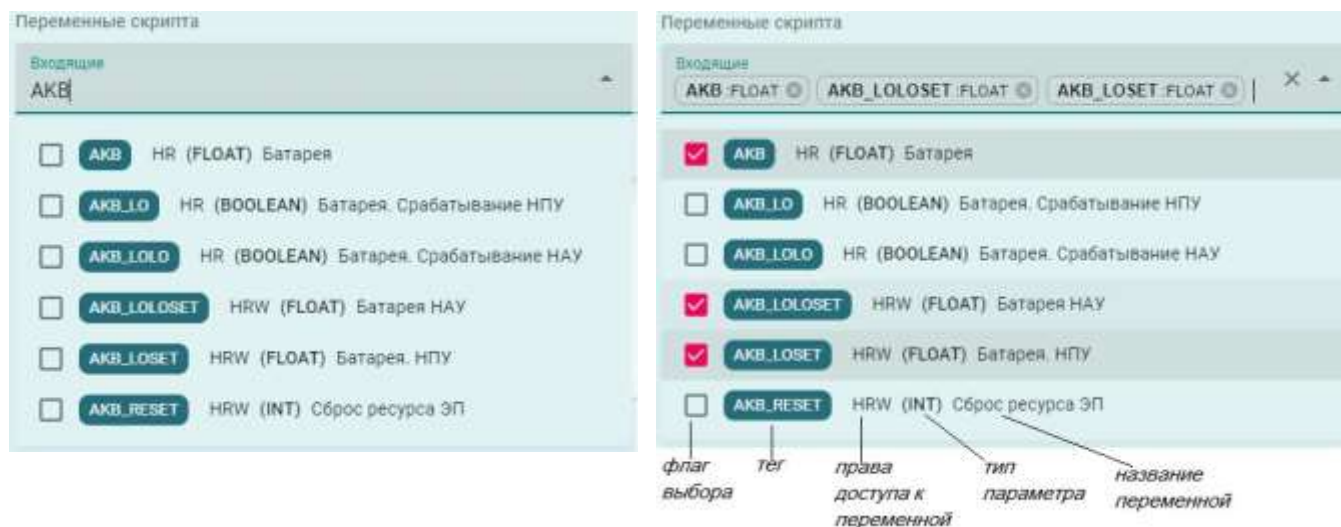 Переменные скрипта
Входящие
AKB
AKB HR (FLOAT) Батарея
AKB_LO HR (BOOLEAN) Батарея. Срабатывание НПУ
AKB_LOLO HR (BOOLEAN) Батарея. Срабатывание НАУ
AKB_LOLOSET HRW (FLOAT) Батарея НАУ
AKB_LOSET HRW (FLOAT) Батарея. НПУ
AKB_RESET HRW (INT) Сброс ресурса ЭП
Переменные скрипта
Входящие
AKB :FLOAT AKB_LOLOSET :FLOAT AKB_LOSET :FLOAT
AKB HR (FLOAT) Батарея
AKB_LO HR (BOOLEAN) Батарея. Срабатывание НПУ
AKB_LOLO HR (BOOLEAN) Батарея. Срабатывание НАУ
AKB_LOLOSET HRW (FLOAT) Батарея НАУ
AKB_LOSET HRW (FLOAT) Батарея. НПУ
AKB_RESET HRW (INT) Сброс ресурса ЭП
флаг
выбора
тег
права
доступа к
переменной
тип
параметра
название
переменной